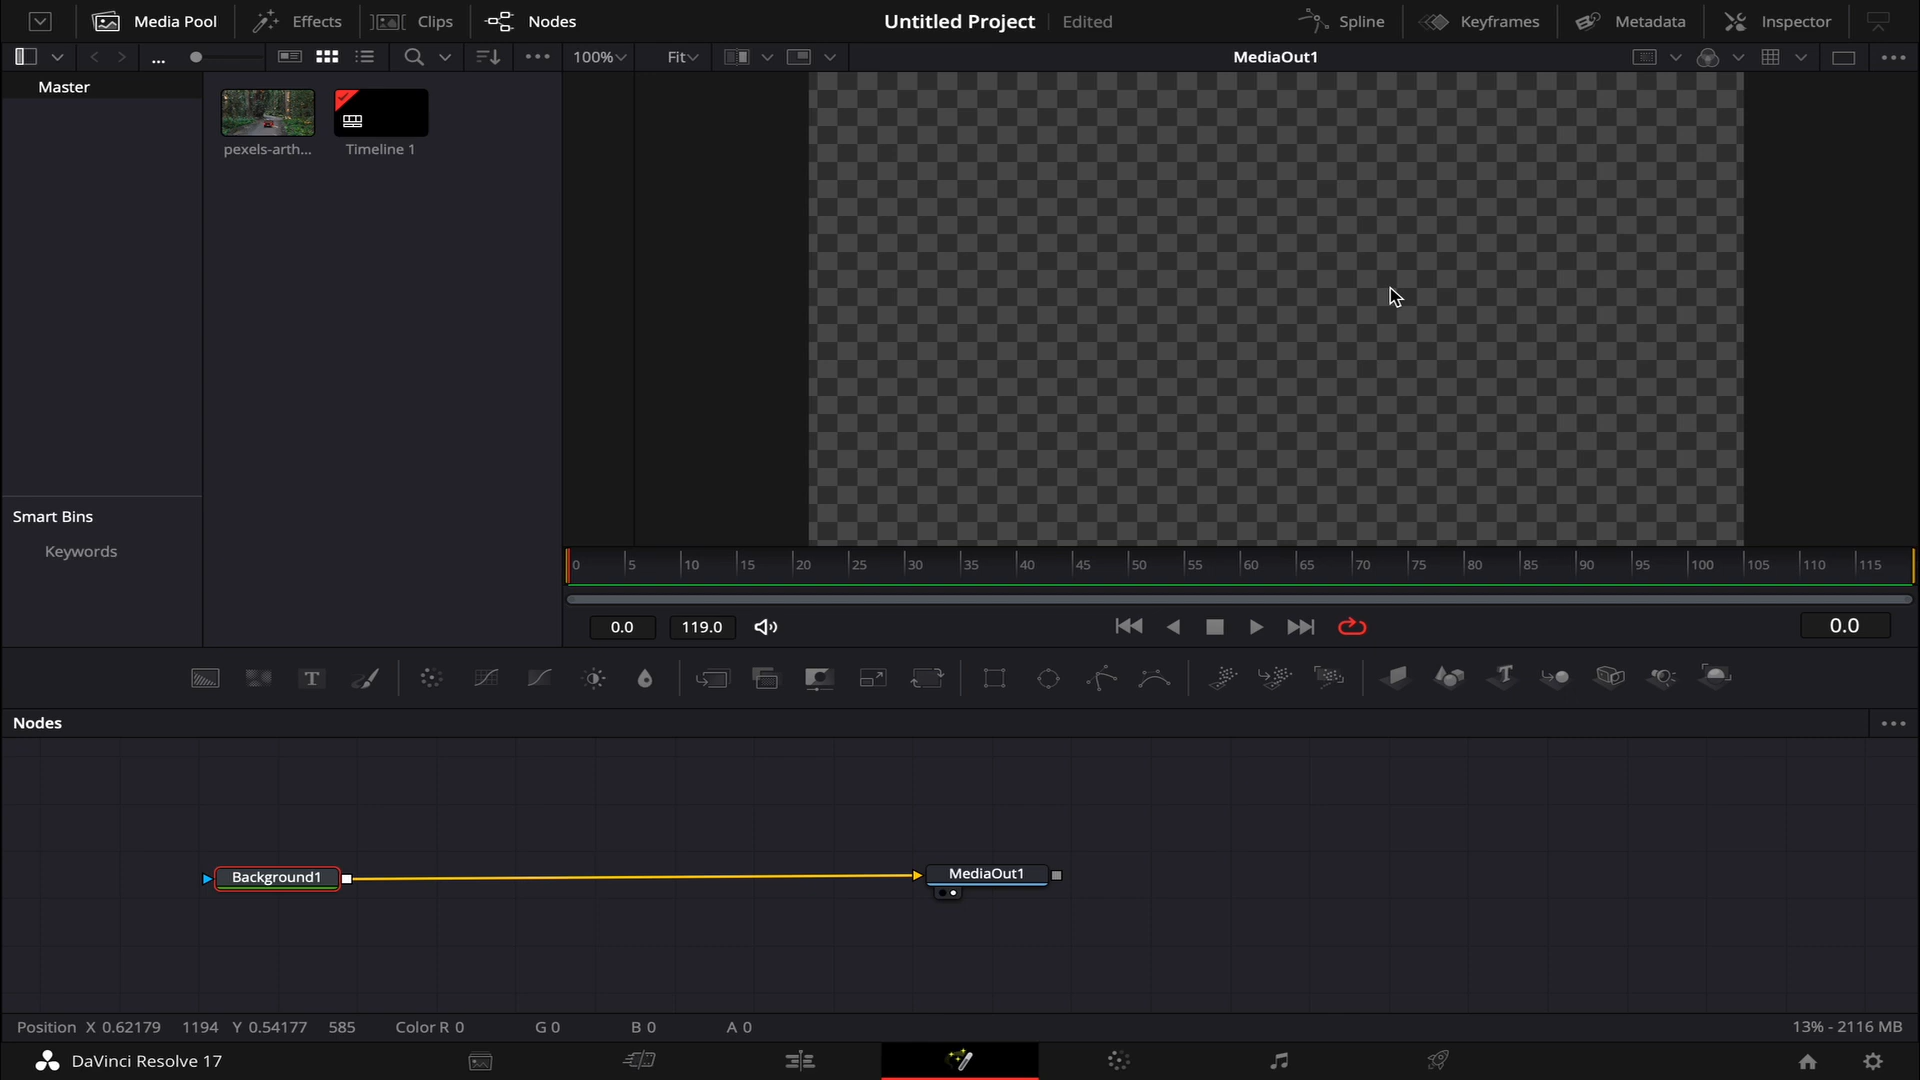 Media Pool
Effects
Clips
Nodes
Untitled Project
Edited
Spline
Keyframes
Metadata
Inspector
...
100%
Fit
MediaOut1
Master
pexels-arth...
Timeline 1
Smart Bins
Keywords
0 5 10 15 20 25 30 35 40 45 50 55 60 65 70 75 80 85 90 95 100 105 110 115
0.0
119.0
0.0
T
T
Nodes
Background1
MediaOut1
Position X 0.62179 1194 Y 0.54177 585 Color R 0 G 0 B 0 A 0
13% - 2116 MB
DaVinci Resolve 17